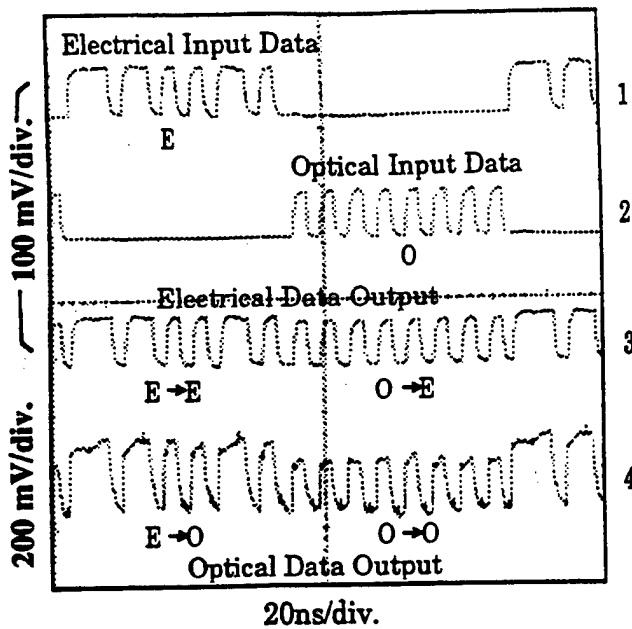 Electrical Input Data
1
E
Optical Input Data
2
O
100 mV/div.
Electrical Data Output
3
E→E
O→E
200 mV/div.
4
E→O
O→O
Optical Data Output
20ns/div.